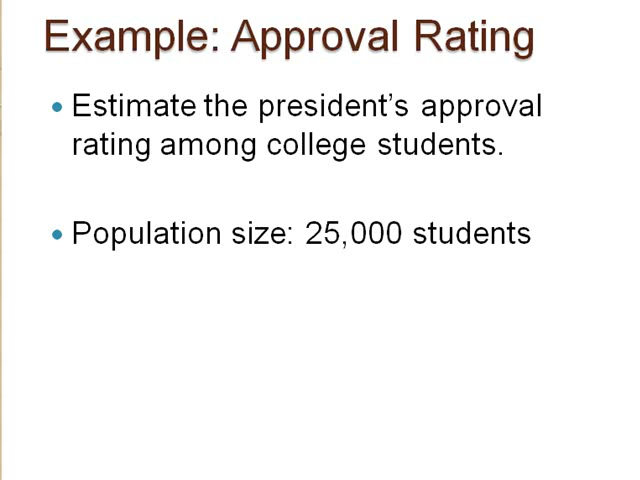 Example: Approval Rating
• Estimate the president's approval
rating among college students.
• Population size: 25,000 students